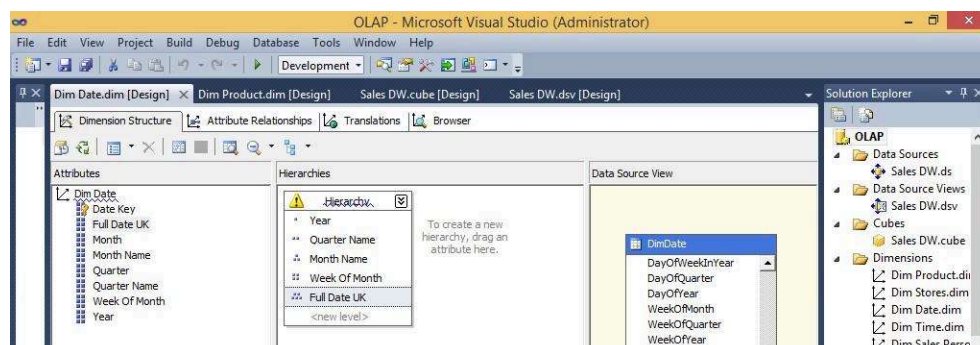 OLAP - Microsoft Visual Studio (Administrator)
File Edit View Project Build Debug Database Tools Window Help
Development
Dim Date.dim [Design] Dim Product.dim [Design] Sales DW.cube [Design] Sales DW.dsv [Design]
Solution Explorer
Dimension Structure Attribute Relationships Translations Browser
Attributes
Dim Date
Date Key
Full Date UK
Month
Month Name
Quarter
Quarter Name
Week Of Month
Year
Hierarchies
Hierarchy
Year
Quarter Name
Month Name
Week Of Month
Full Date UK
<new level>
To create a new
hierarchy, drag an
attribute here.
Data Source View
DimDate
DayOfWeekInYear
DayOfQuarter
DayOfYear
WeekOfMonth
WeekOfQuarter
WeekOfYear
OLAP
Data Sources
Sales DW.ds
Data Source Views
Sales DW.dsv
Cubes
Sales DW.cube
Dimensions
Dim Product.di
Dim Stores.dim
Dim Date.dim
Dim Time.dim
Dim Sales Perso